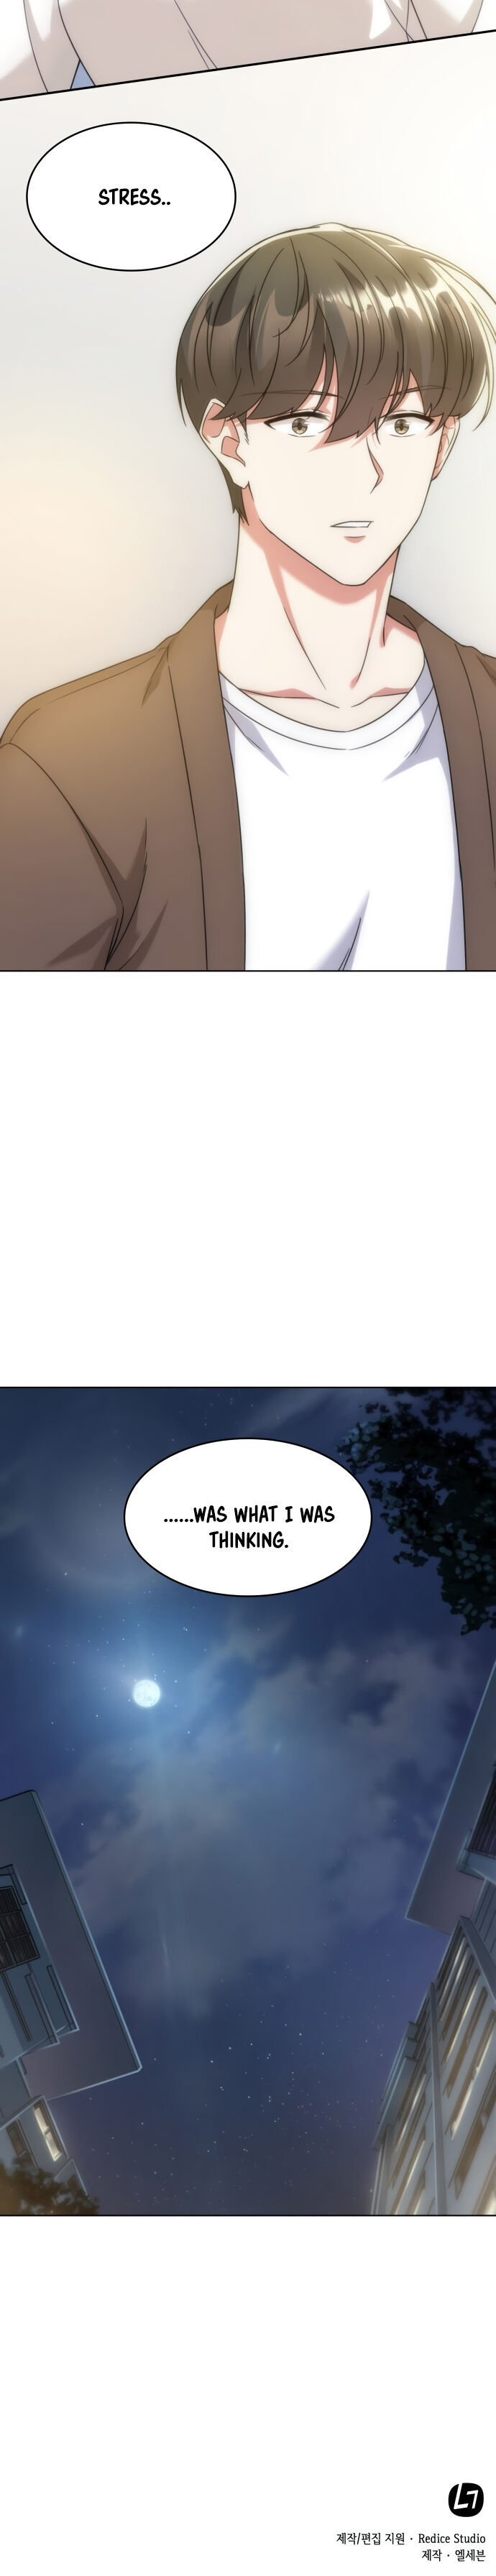 STRESS..
......WAS WHAT I WAS
THINKING.
L7
제작/편집 지원 · Redice Studio
제작 · 엘세븐